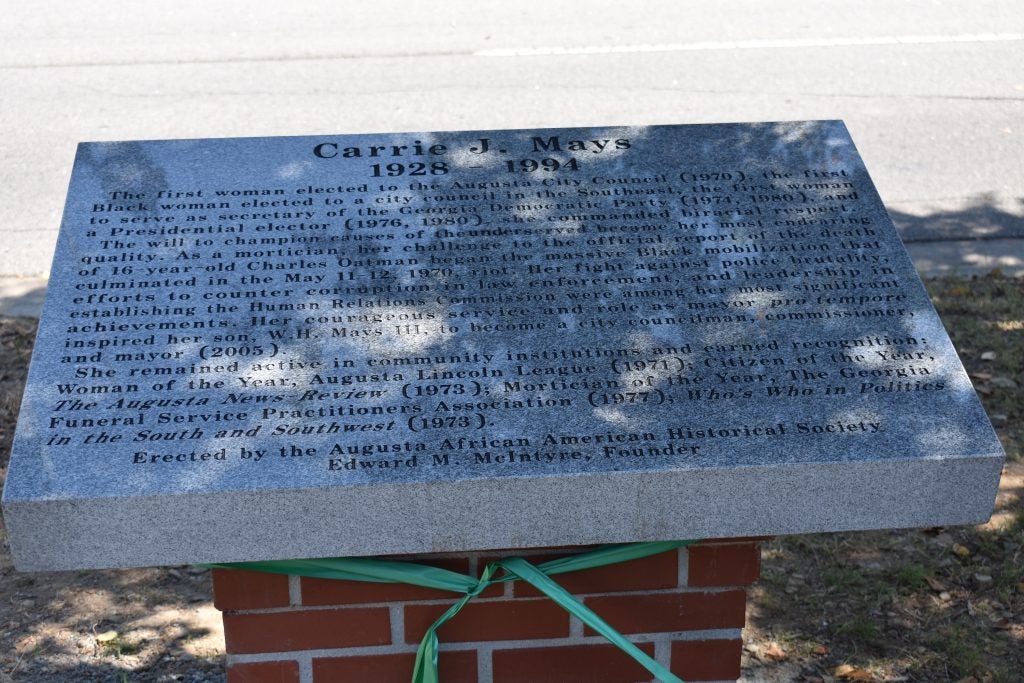 Carrie J. Mays
1928 - 1994
The first woman elected to the Augusta City Council (1970), the first
Black woman elected to a city council in the Southeast, the first woman
to serve as secretary of the Georgia Democratic Party (1974, 1980), and
a Presidential elector (1976, 1980), she commanded biracial respect.
The will to champion causes of the underserved become her enduring
quality. As a mortician, her challenge to the official report of the death
of 16-year-old Charles Oatman began the massive Black mobilization that
culminated in the May 11-12, 1970, riot. Her fight against police brutality,
efforts to counter corruption in law enforcement, and leadership in
establishing the Human Relations Commission were among her most significant
achievements. Her courageous service and role as mayor pro tempore
inspired her son, W.H. Mays III, to become a city councilman, commissioner,
and mayor (2005).
She remained active in community institutions and earned recognition:
Woman of the Year, Augusta Lincoln League (1971); Citizen of the Year,
The Augusta News-Review (1973); Mortician of the Year, The Georgia
Funeral Service Practitioners Association (1977); Who's Who in Politics
in the South and Southwest (1973).
Erected by the Augusta African American Historical Society
Edward M. McIntyre, Founder